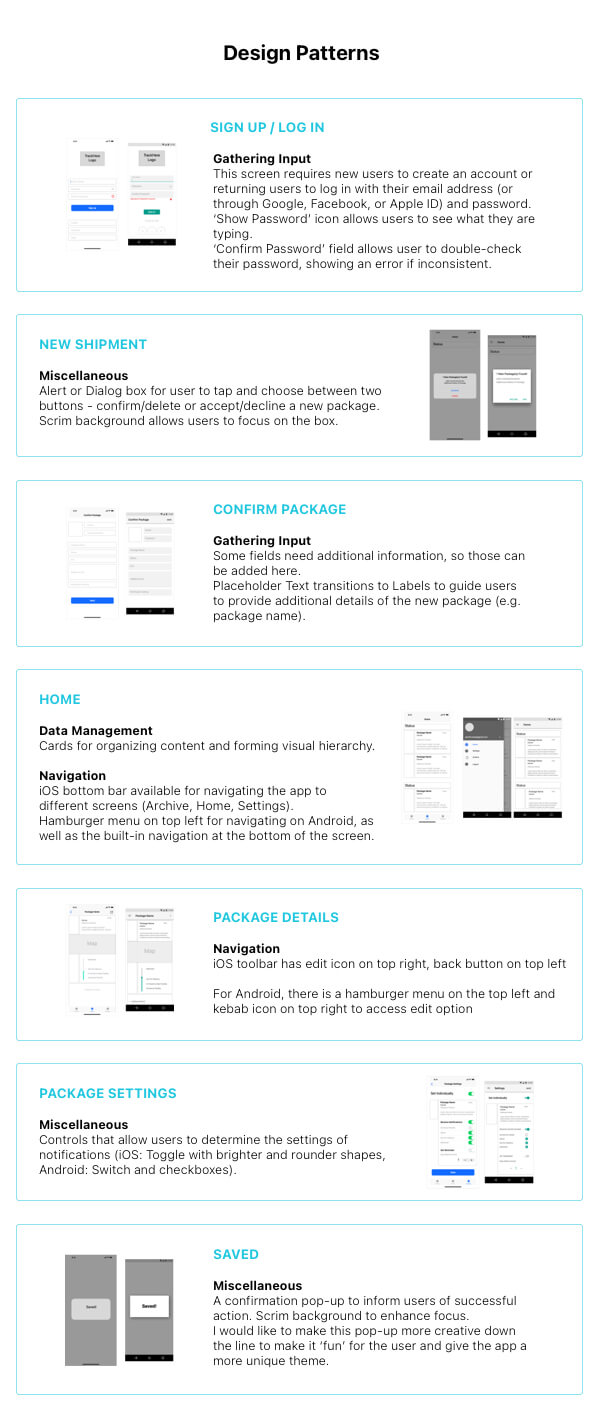 Design Patterns
SIGN UP / LOG IN
TrackHere
Logo
TrackHere
Logo
Gathering Input
This screen requires new users to create an account or
returning users to log in with their email address (or
through Google, Facebook, or Apple ID) and password.
‘Show Password’ icon allows users to see what they are
typing.
‘Confirm Password’ field allows user to double-check
their password, showing an error if inconsistent.
NEW SHIPMENT
Miscellaneous
Alert or Dialog box for user to tap and choose between two
buttons - confirm/delete or accept/decline a new package.
Scrim background allows users to focus on the box.
Status
Status
CONFIRM PACKAGE
Confirm Package
Confirm Package
Gathering Input
Some fields need additional information, so those can
be added here.
Placeholder Text transitions to Labels to guide users
to provide additional details of the new package (e.g.
package name).
HOME
Data Management
Cards for organizing content and forming visual hierarchy.
Navigation
iOS bottom bar available for navigating the app to
different screens (Archive, Home, Settings).
Hamburger menu on top left for navigating on Android, as
well as the built-in navigation at the bottom of the screen.
Home
Status
Package Name
Status
Package Name
PACKAGE DETAILS
Package Name
Package Name
Map
Map
Navigation
iOS toolbar has edit icon on top right, back button on top left
For Android, there is a hamburger menu on the top left and
kebab icon on top right to access edit option
PACKAGE SETTINGS
Miscellaneous
Controls that allow users to determine the settings of
notifications (iOS: Toggle with brighter and rounder shapes,
Android: Switch and checkboxes).
Package Settings
Set Individually
Settings
Set Individually
SAVED
Saved!
Saved!
Miscellaneous
A confirmation pop-up to inform users of successful
action. Scrim background to enhance focus.
I would like to make this pop-up more creative down
the line to make it ‘fun’ for the user and give the app a
more unique theme.